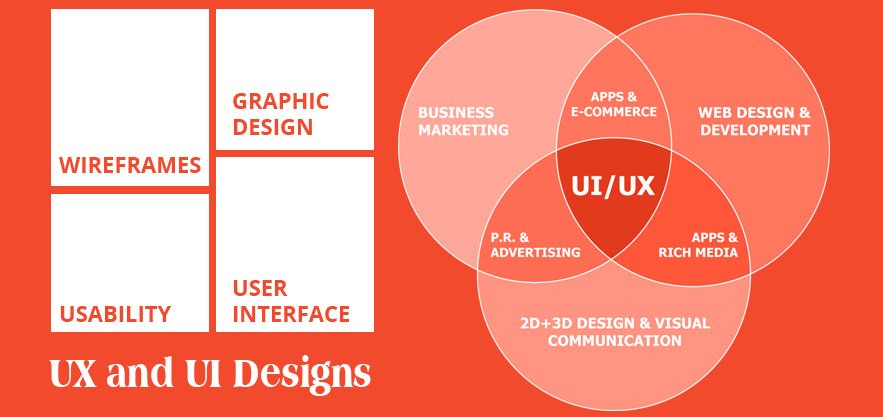 WIREFRAMES
GRAPHIC
DESIGN
USABILITY
USER
INTERFACE
UX and UI Designs
BUSINESS
MARKETING
APPS &
E-COMMERCE
WEB DESIGN &
DEVELOPMENT
UI/UX
P.R. &
ADVERTISING
APPS &
RICH MEDIA
2D+3D DESIGN & VISUAL
COMMUNICATION